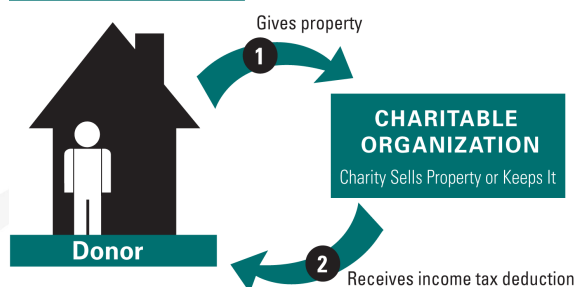 Gives property
1
CHARITABLE
ORGANIZATION
Charity Sells Property or Keeps It
Donor
2
Receives income tax deduction